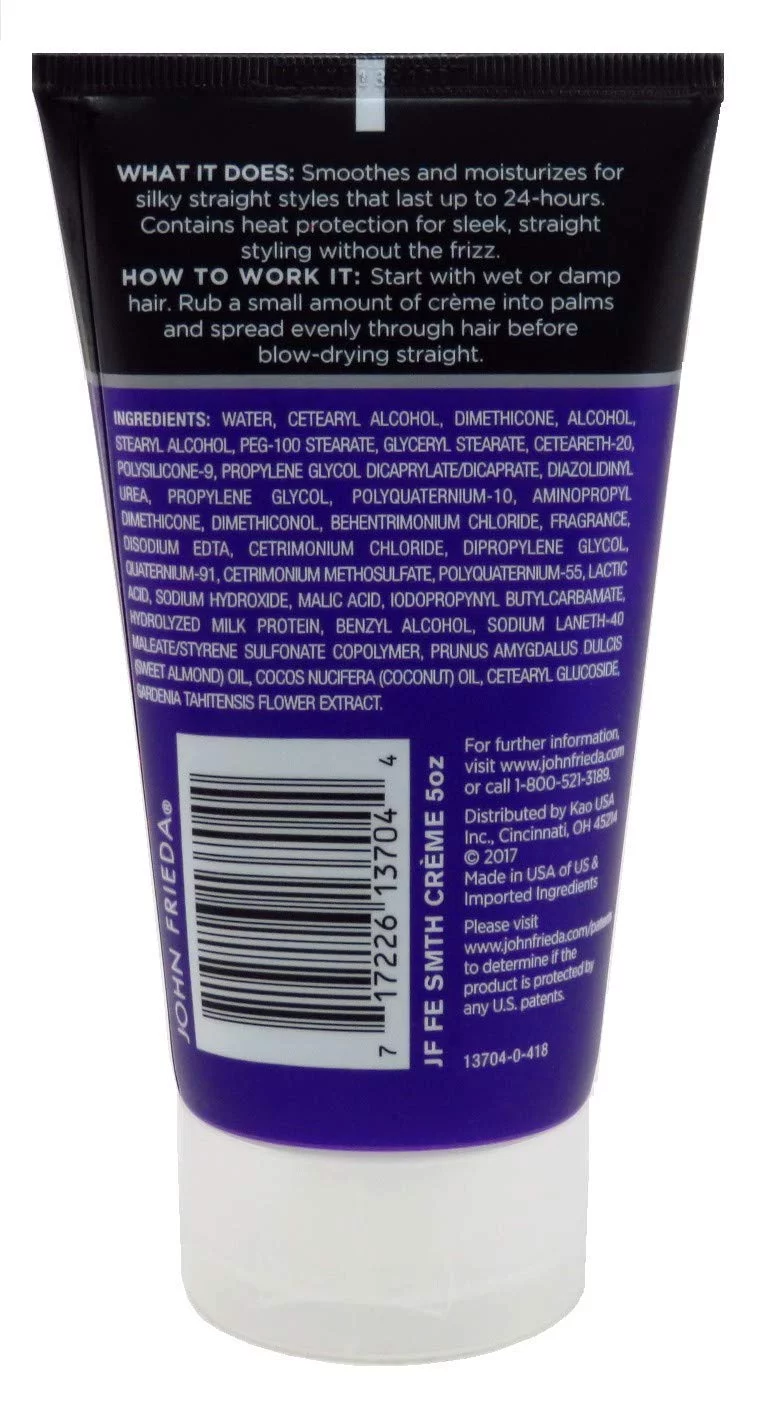 WHAT IT DOES: Smoothes and moisturizes for
silky straight styles that last up to 24-hours.
Contains heat protection for sleek, straight
styling without the frizz.
HOW TO WORK IT: Start with wet or damp
hair. Rub a small amount of crème into palms
and spread evenly through hair before
blow-drying straight.
INGREDIENTS: WATER, CETEARYL ALCOHOL, DIMETHICONE, ALCOHOL,
STEARYL ALCOHOL, PEG-100 STEARATE, GLYCERYL STEARATE, CETEARETH-20,
POLYSILICONE-9, PROPYLENE GLYCOL DICAPRYLATE/DICAPRATE, DIAZOLIDINYL
UREA, PROPYLENE GLYCOL, POLYQUATERNIUM-10, AMINOPROPYL
DIMETHICONE, DIMETHICONOL, BEHENTRIMONIUM CHLORIDE, FRAGRANCE,
DISODIUM EDTA, CETRIMONIUM CHLORIDE, DIPROPYLENE GLYCOL,
QUATERNIUM-91, CETRIMONIUM METHOSULFATE, POLYQUATERNIUM-55, LACTIC
ACID, SODIUM HYDROXIDE, MALIC ACID, IODOPROPYNYL BUTYLCARBAMATE,
HYDROLYZED MILK PROTEIN, BENZYL ALCOHOL, SODIUM LANETH-40
MALEATE/STYRENE SULFONATE COPOLYMER, PRUNUS AMYGDALUS DULCIS
(SWEET ALMOND) OIL, COCOS NUCIFERA (COCONUT) OIL, CETEARYL GLUCOSIDE,
GARDENIA TAHITENSIS FLOWER EXTRACT.
JOHN FRIEDA®
7 17226 13704 4
JF FE SMTH CRÈME 5oz
For further information,
visit www.johnfrieda.com
or call 1-800-521-3189.
Distributed by Kao USA
Inc., Cincinnati, OH 45214
© 2017
Made in USA of US &
Imported Ingredients
Please visit
www.johnfrieda.com/patents
to determine if the
product is protected by
any U.S. patents.
13704-0-418